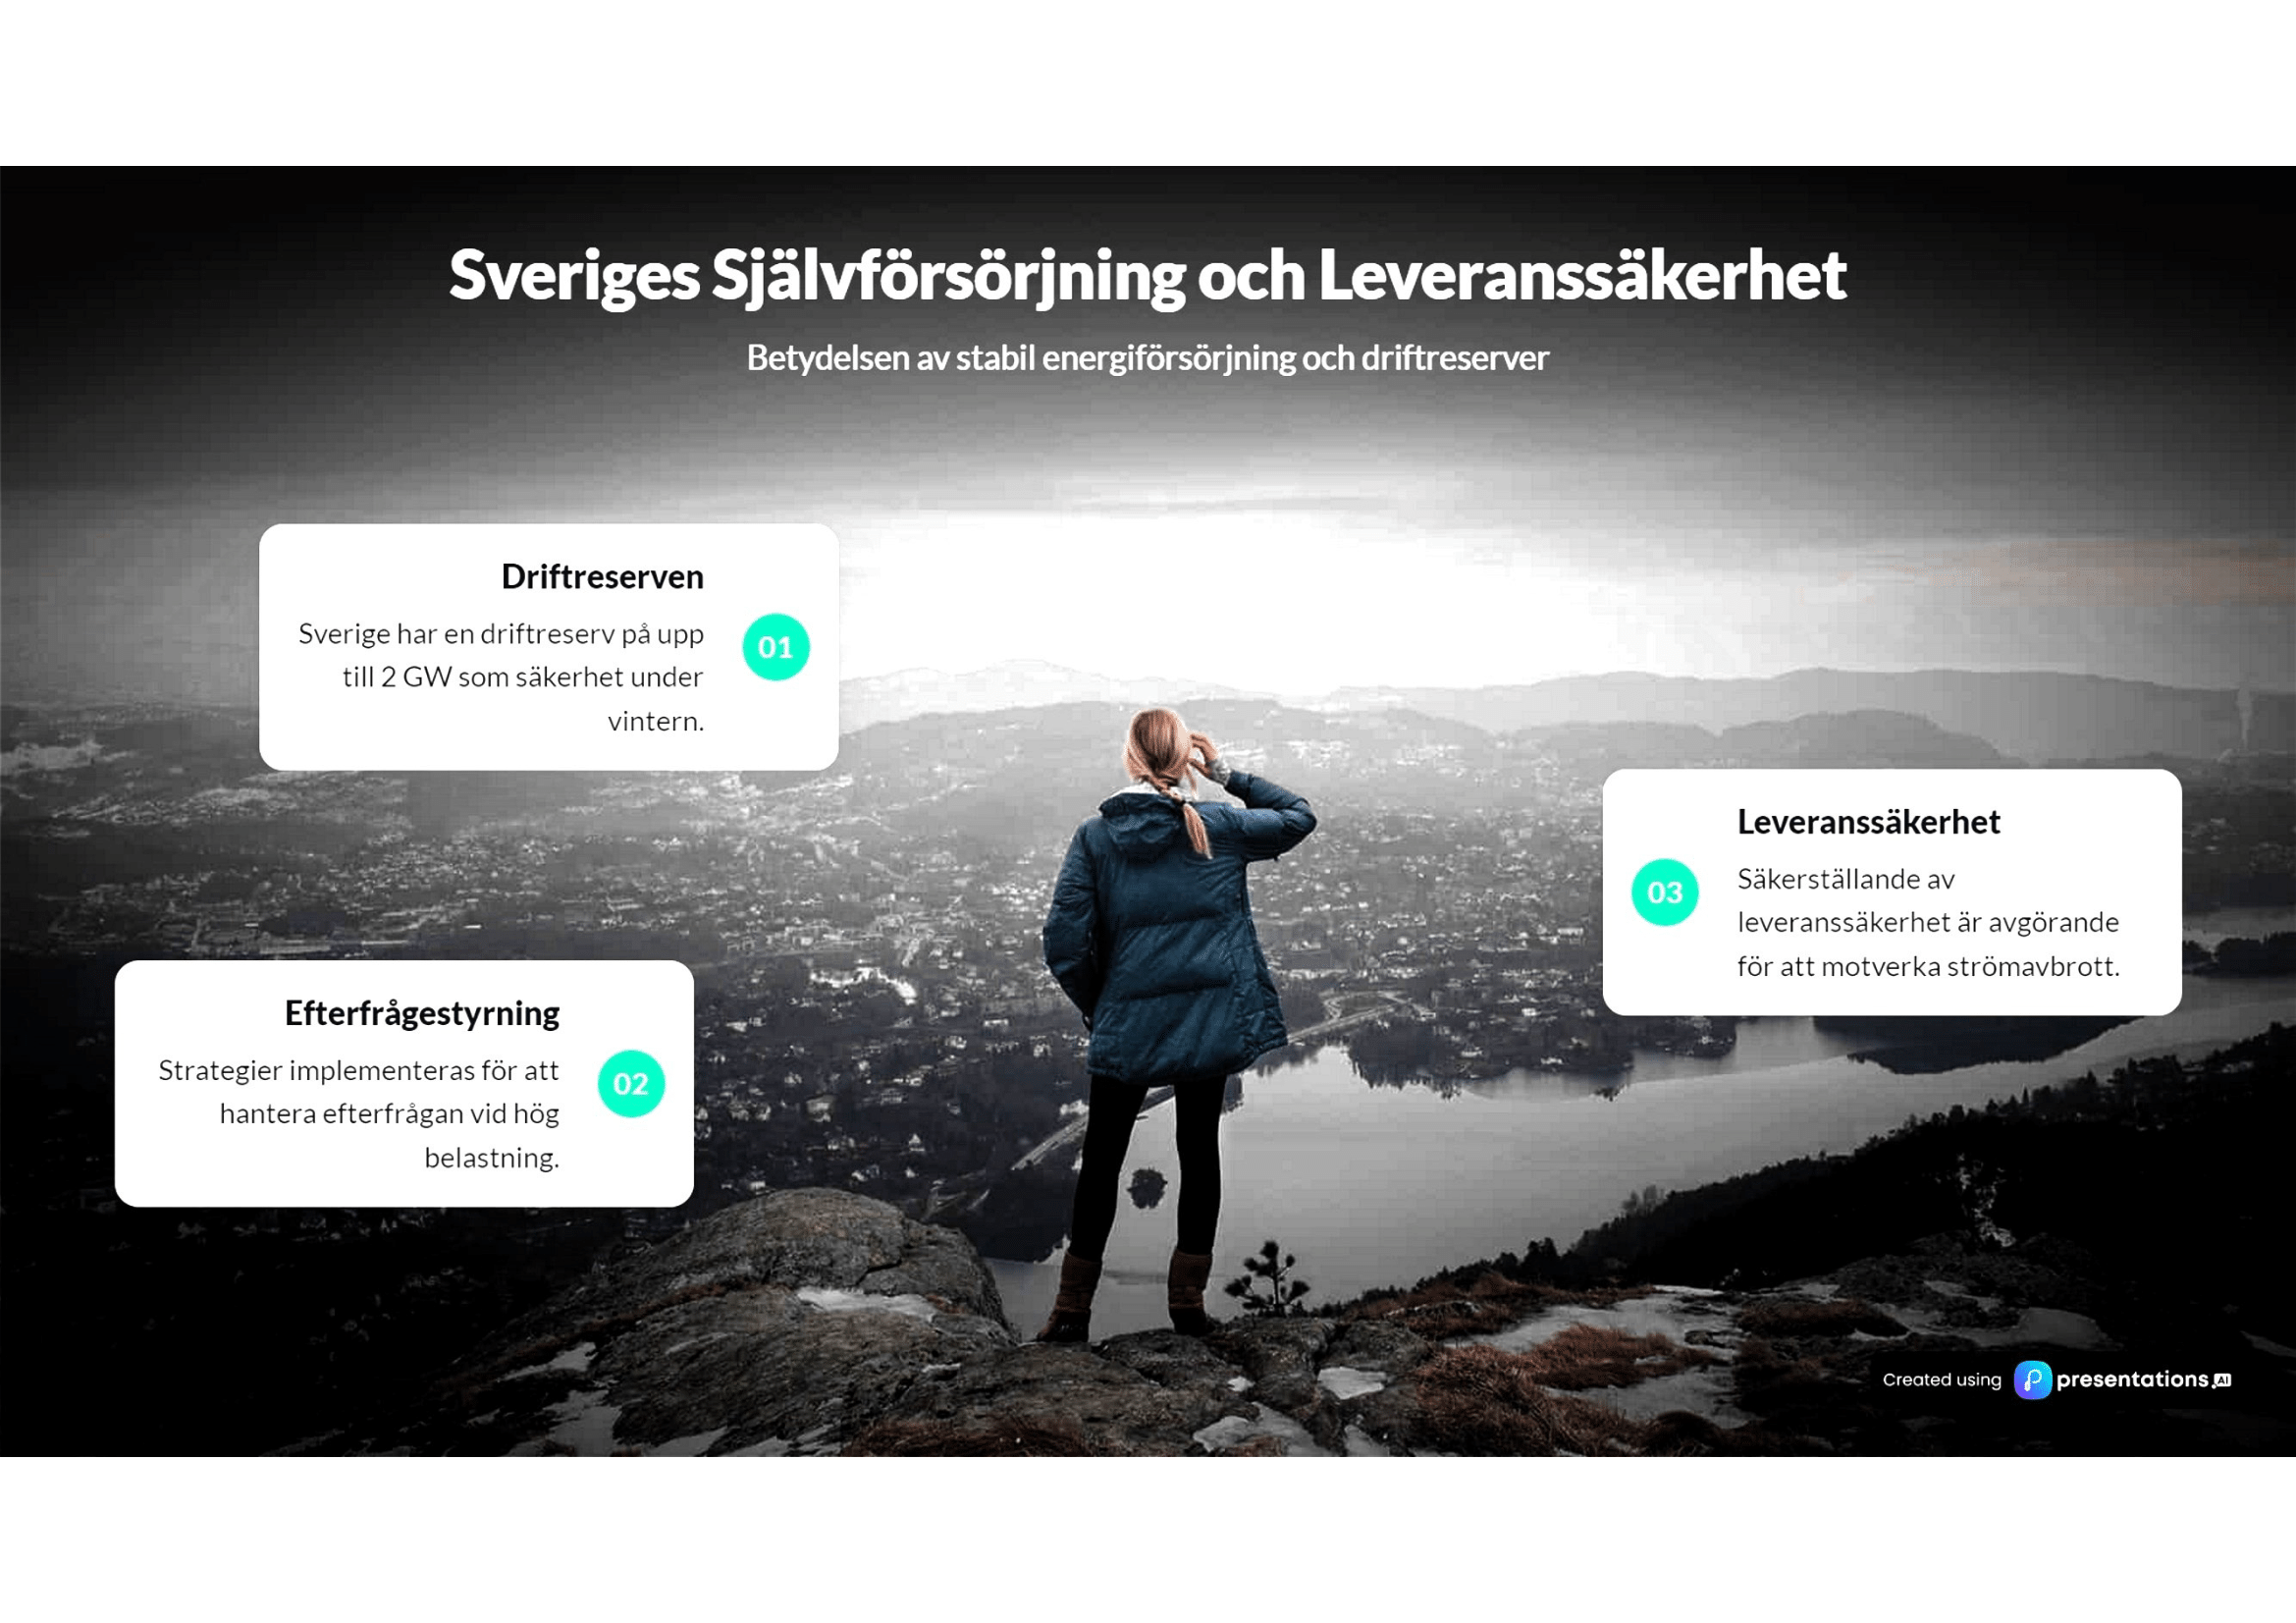 Sveriges Självförsörjning och Leveranssäkerhet
Betydelsen av stabil energiförsörjning och driftreserver
Driftreserven
Sverige har en driftreserv på upp
till 2 GW som säkerhet under
vintern.
01
Efterfrågestyrning
Strategier implementeras för att
hantera efterfrågan vid hög
belastning.
02
Leveranssäkerhet
03
Säkerställande av
leveranssäkerhet är avgörande
för att motverka strömavbrott.
Created using presentations.AI